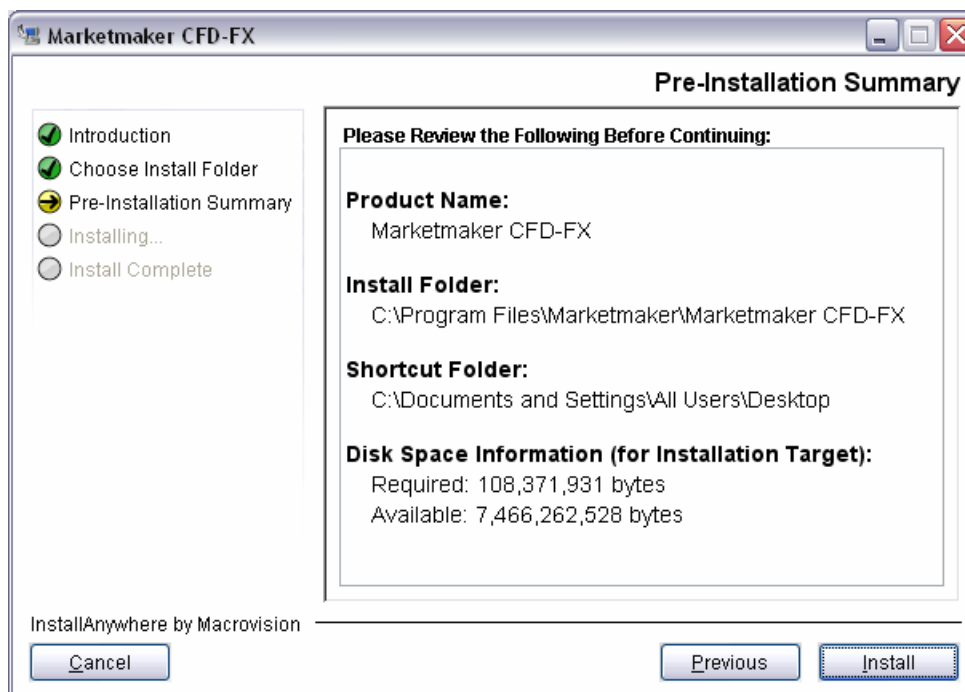 Marketmaker CFD-FX
Pre-Installation Summary
Introduction
Choose Install Folder
Pre-Installation Summary
Installing...
Install Complete
Please Review the Following Before Continuing:
Product Name:
Marketmaker CFD-FX
Install Folder:
C:\Program Files\Marketmaker\Marketmaker CFD-FX
Shortcut Folder:
C:\Documents and Settings\All Users\Desktop
Disk Space Information (for Installation Target):
Required: 108,371,931 bytes
Available: 7,466,262,528 bytes
InstallAnywhere by Macrovision
Cancel
Previous
Install